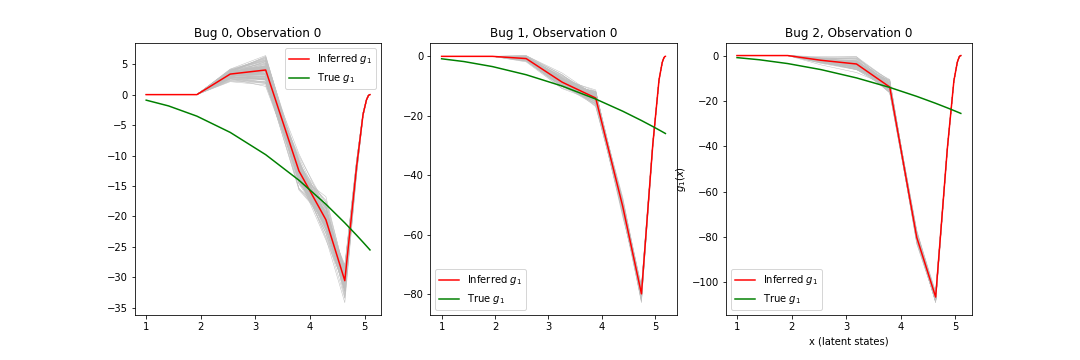 Bug 0, Observation 0
Inferred g₁
True g₁
5
0
−5
−10
−15
−20
−25
−30
−35
1 2 3 4 5
Bug 1, Observation 0
0
−20
−40
−60
−80
Inferred g₁
True g₁
1 2 3 4 5
Bug 2, Observation 0
g₁(x)
0
−20
−40
−60
−80
−100
Inferred g₁
True g₁
1 2 3 4 5
x (latent states)